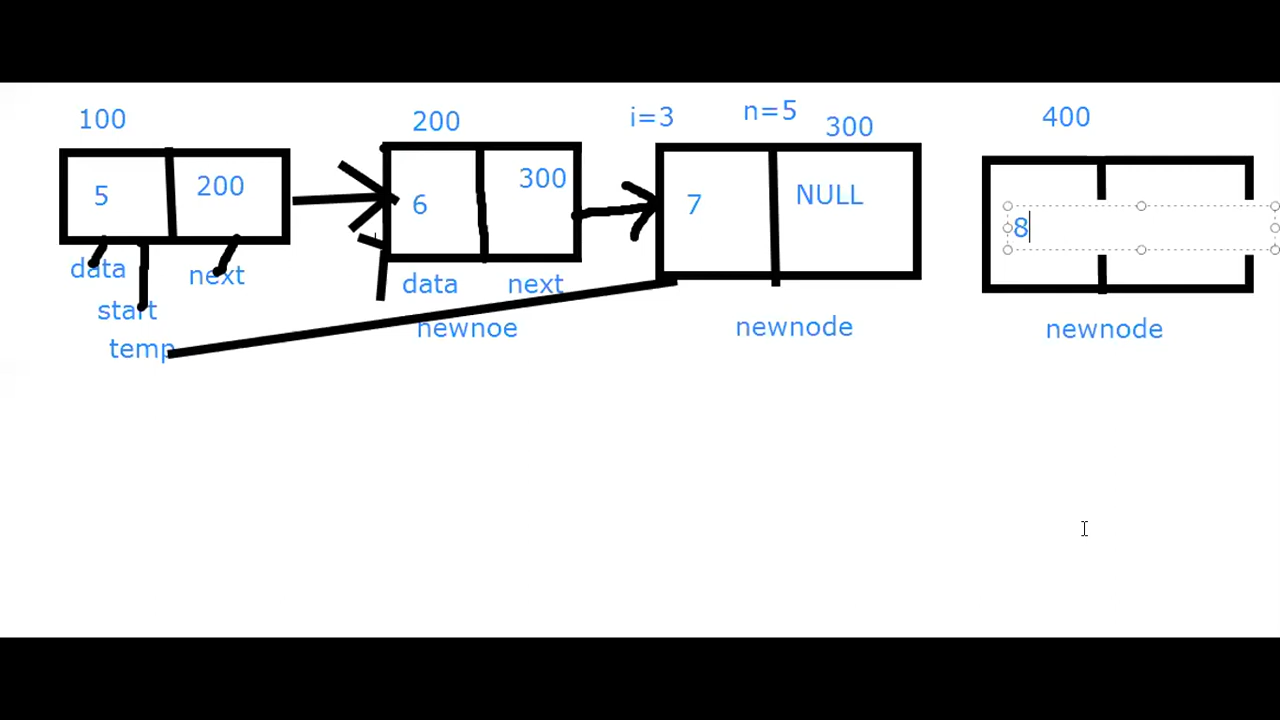 100
200
i=3
n=5
300
400
5
200
6
300
7
NULL
8
data
next
data
next
start
newnoe
newnode
newnode
temp